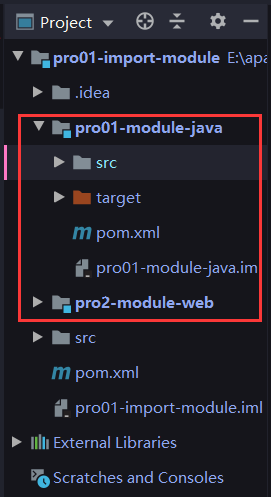 Project
pro01-import-module E:\apa
.idea
pro01-module-java
src
target
pom.xml
pro01-module-java.im
pro2-module-web
src
pom.xml
pro01-import-module.iml
External Libraries
Scratches and Consoles